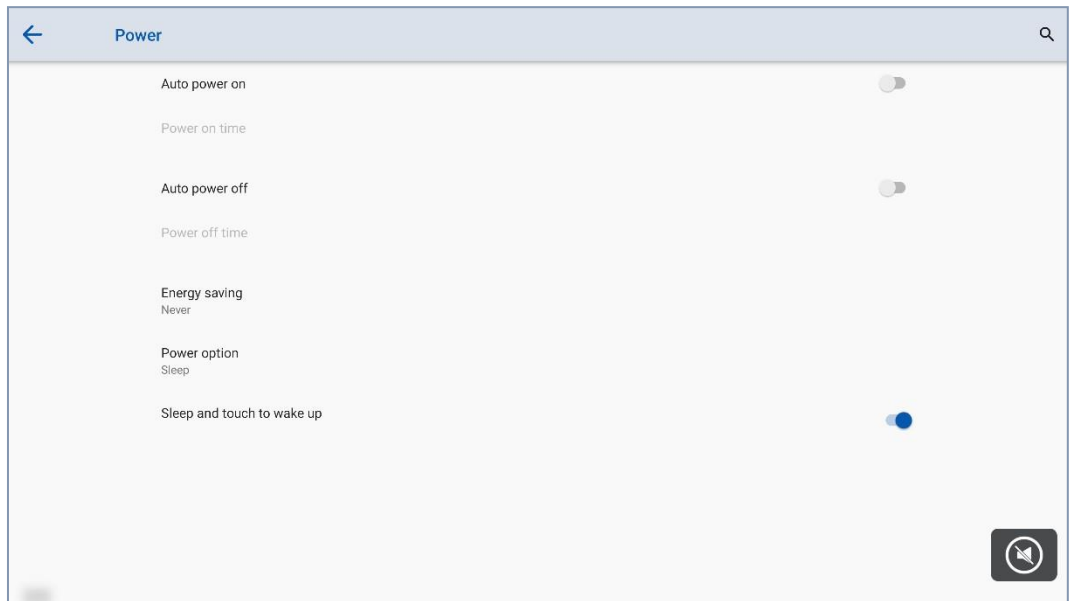 Power
Auto power on
Power on time
Auto power off
Power off time
Energy saving
Never
Power option
Sleep
Sleep and touch to wake up